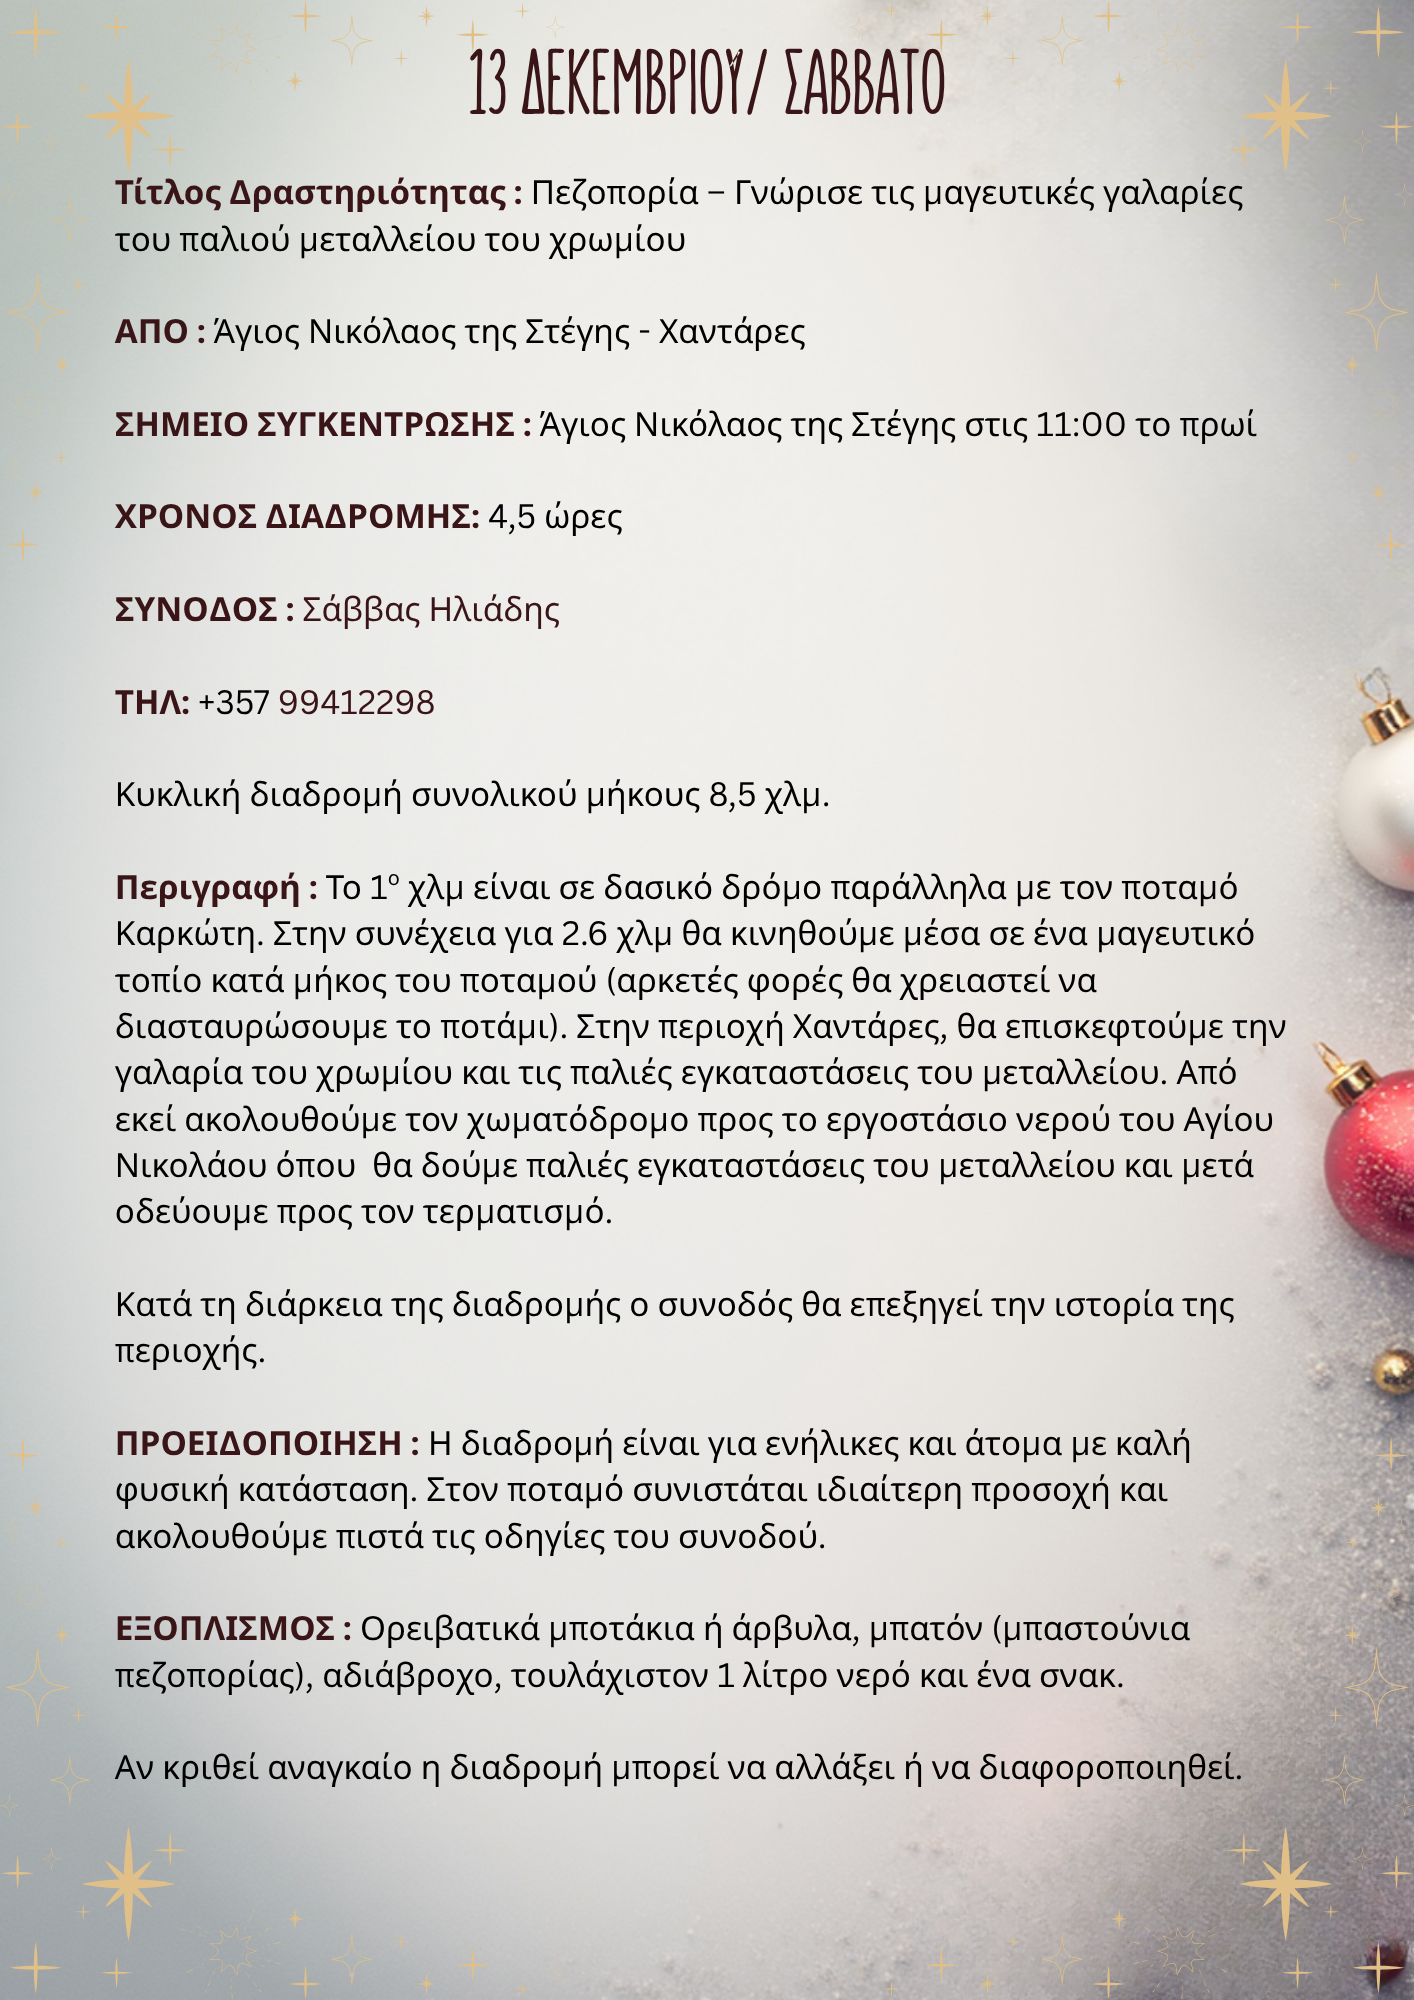 13 ΔΕΚΕΜΒΡΙΟΎ/ ΣΑΒΒΑΤΟ
Τίτλος Δραστηριότητας : Πεζοπορία – Γνώρισε τις μαγευτικές γαλαρίες
του παλιού μεταλλείου του χρωμίου
ΑΠΟ : Άγιος Νικόλαος της Στέγης - Χαντάρες
ΣΗΜΕΙΟ ΣΥΓΚΕΝΤΡΩΣΗΣ : Άγιος Νικόλαος της Στέγης στις 11:00 το πρωί
ΧΡΟΝΟΣ ΔΙΑΔΡΟΜΗΣ: 4,5 ώρες
ΣΥΝΟΔΟΣ : Σάββας Ηλιάδης
ΤΗΛ: +357 99412298
Κυκλική διαδρομή συνολικού μήκους 8,5 χλμ.
Περιγραφή : Το 1º χλμ είναι σε δασικό δρόμο παράλληλα με τον ποταμό
Καρκώτη. Στην συνέχεια για 2.6 χλμ θα κινηθούμε μέσα σε ένα μαγευτικό
τοπίο κατά μήκος του ποταμού (αρκετές φορές θα χρειαστεί να
διασταυρώσουμε το ποτάμι). Στην περιοχή Χαντάρες, θα επισκεφτούμε την
γαλαρία του χρωμίου και τις παλιές εγκαταστάσεις του μεταλλείου. Από
εκεί ακολουθούμε τον χωματόδρομο προς το εργοστάσιο νερού του Αγίου
Νικολάου όπου  θα δούμε παλιές εγκαταστάσεις του μεταλλείου και μετά
οδεύουμε προς τον τερματισμό.
Κατά τη διάρκεια της διαδρομής ο συνοδός θα επεξηγεί την ιστορία της
περιοχής.
ΠΡΟΕΙΔΟΠΟΙΗΣΗ : Η διαδρομή είναι για ενήλικες και άτομα με καλή
φυσική κατάσταση. Στον ποταμό συνιστάται ιδιαίτερη προσοχή και
ακολουθούμε πιστά τις οδηγίες του συνοδού.
ΕΞΟΠΛΙΣΜΟΣ : Ορειβατικά μποτάκια ή άρβυλα, μπατόν (μπαστούνια
πεζοπορίας), αδιάβροχο, τουλάχιστον 1 λίτρο νερό και ένα σνακ.
Αν κριθεί αναγκαίο η διαδρομή μπορεί να αλλάξει ή να διαφοροποιηθεί.